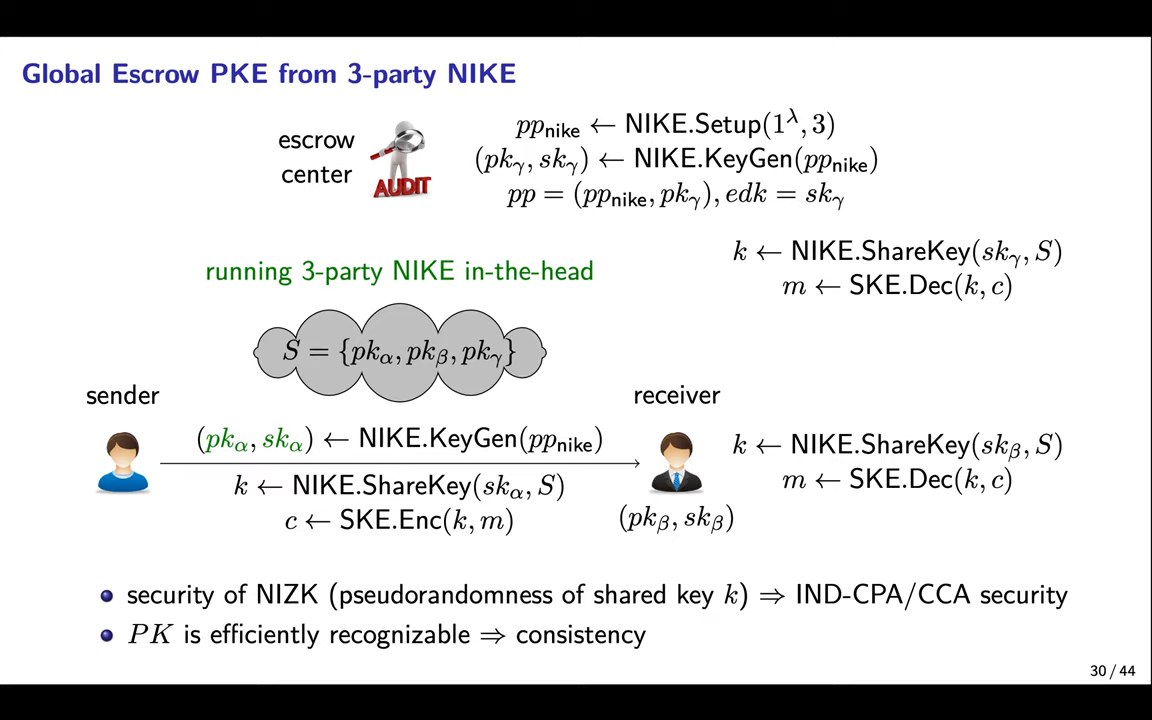 Global Escrow PKE from 3-party NIKE
escrow
center
AUDIT
pp_nike ← NIKE.Setup(1^λ, 3)
(pk_γ, sk_γ) ← NIKE.KeyGen(pp_nike)
pp = (pp_nike, pk_γ), edk = sk_γ
k ← NIKE.ShareKey(sk_γ, S)
m ← SKE.Dec(k, c)
running 3-party NIKE in-the-head
S = {pk_α, pk_β, pk_γ}
sender
receiver
(pk_α, sk_α) ← NIKE.KeyGen(pp_nike)
k ← NIKE.ShareKey(sk_α, S)
c ← SKE.Enc(k, m)
(pk_β, sk_β)
k ← NIKE.ShareKey(sk_β, S)
m ← SKE.Dec(k, c)
security of NIZK (pseudorandomness of shared key k) ⇒ IND-CPA/CCA security
PK is efficiently recognizable ⇒ consistency
30 / 44